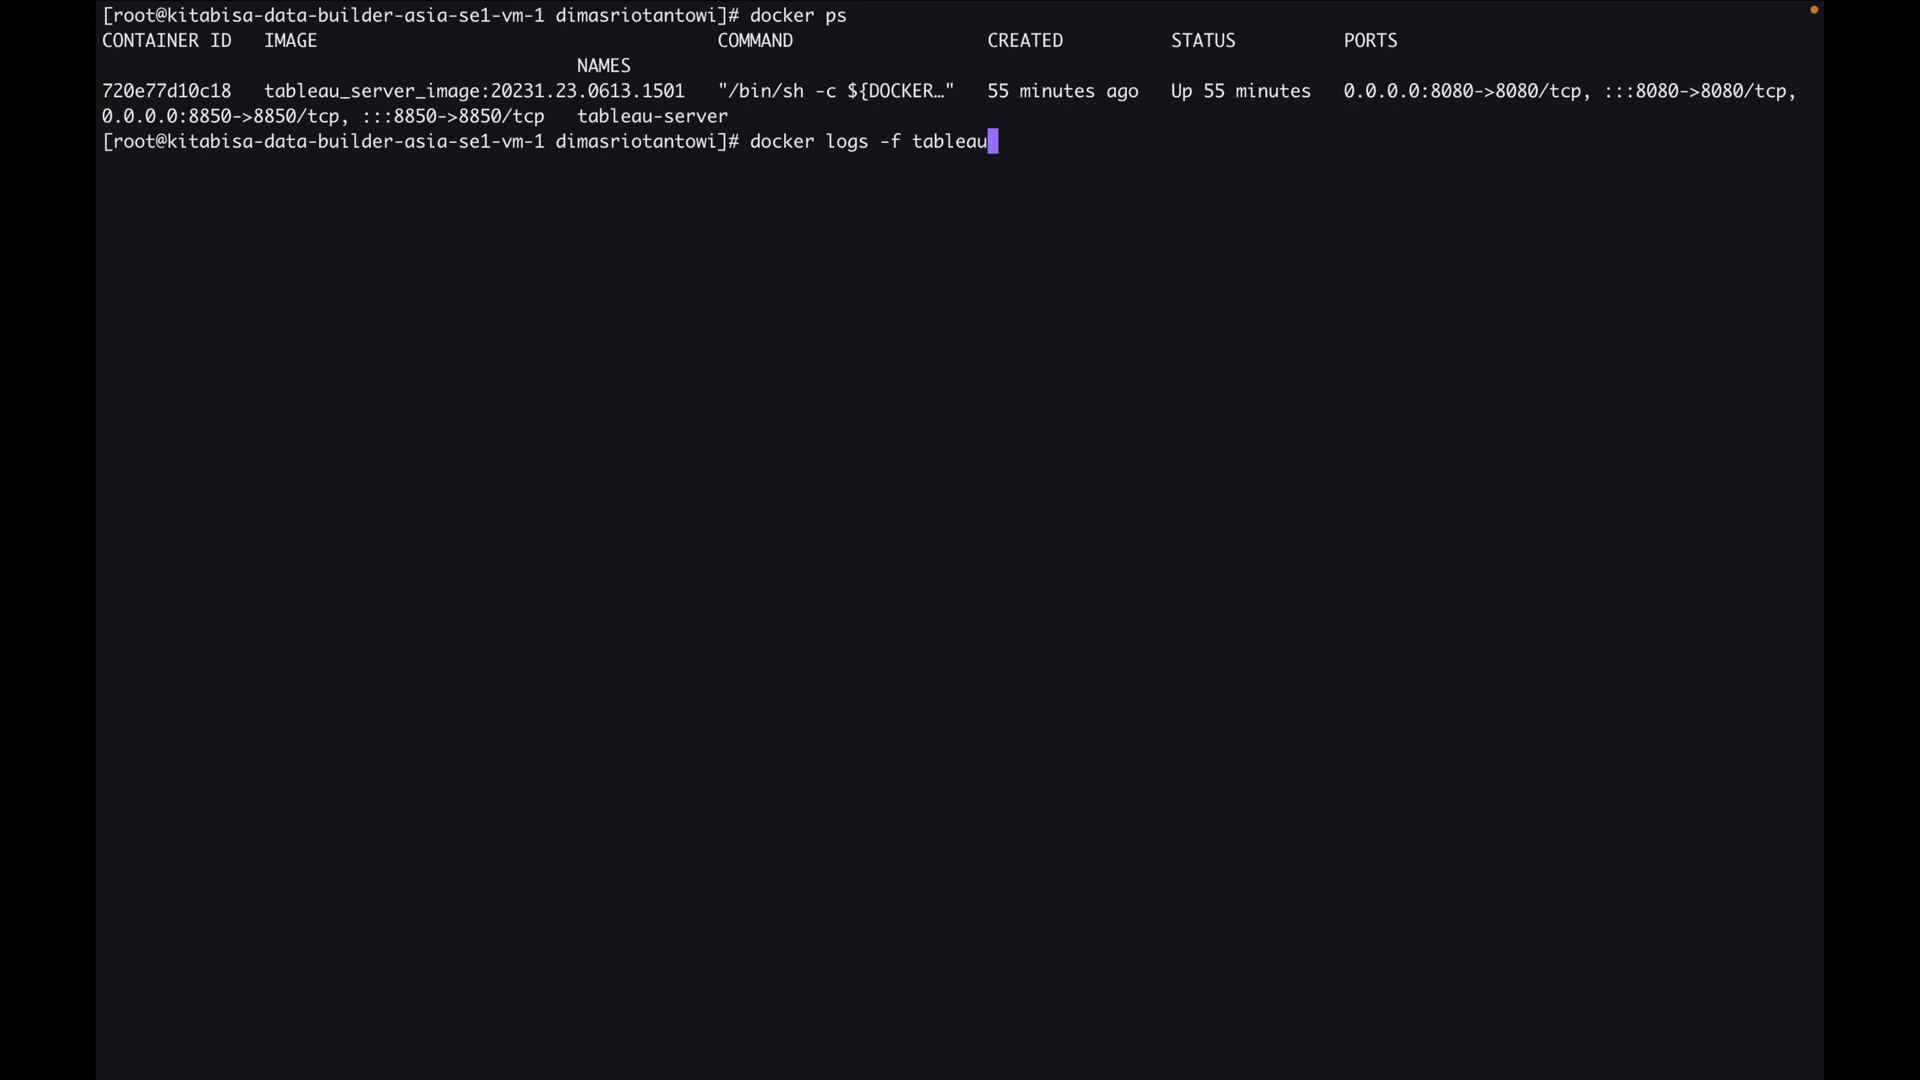 [root@kitabisa-data-builder-asia-se1-vm-1 dimasriotantowi]# docker ps
CONTAINER ID   IMAGE                                     COMMAND                  CREATED          STATUS          PORTS
                                            NAMES
720e77d10c18   tableau_server_image:20231.23.0613.1501   "/bin/sh -c ${DOCKER…"   55 minutes ago   Up 55 minutes   0.0.0.0:8080->8080/tcp, :::8080->8080/tcp,
0.0.0.0:8850->8850/tcp, :::8850->8850/tcp   tableau-server
[root@kitabisa-data-builder-asia-se1-vm-1 dimasriotantowi]# docker logs -f tableau